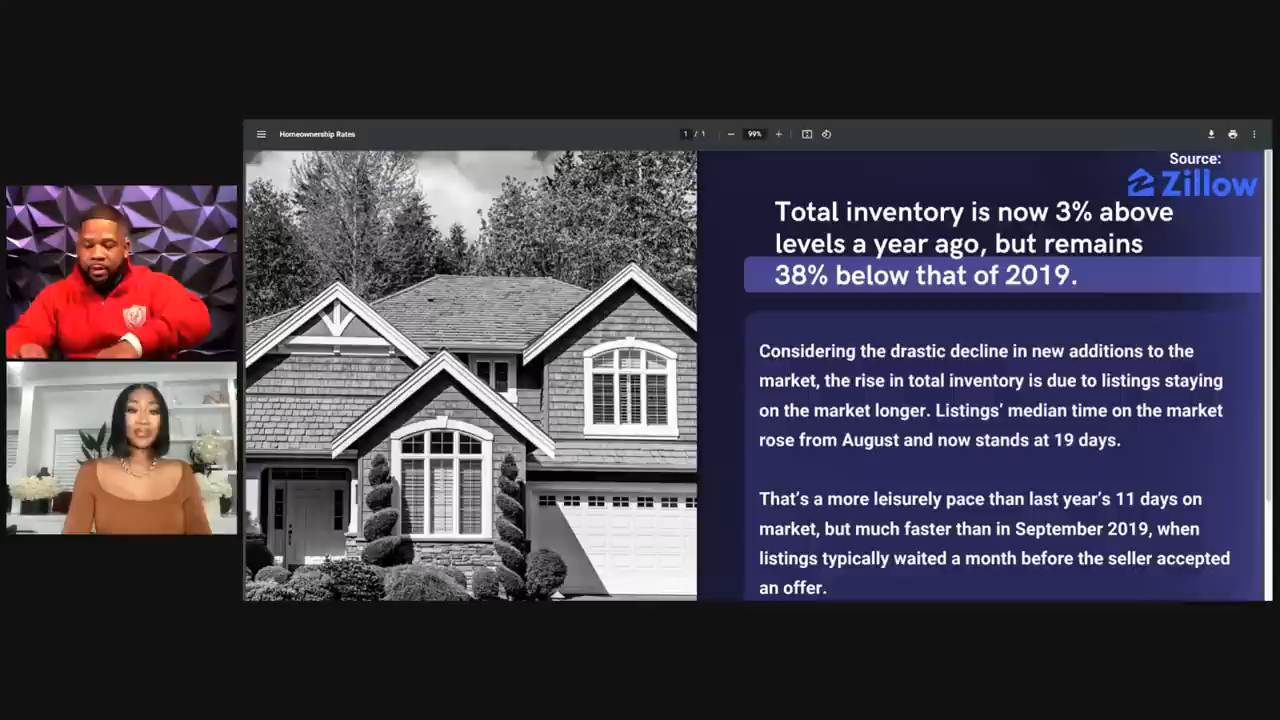 Homeownership Rates
1 / 1
99%
Source:
Zillow
Total inventory is now 3% above
levels a year ago, but remains
38% below that of 2019.
Considering the drastic decline in new additions to the
market, the rise in total inventory is due to listings staying
on the market longer. Listings' median time on the market
rose from August and now stands at 19 days.
That's a more leisurely pace than last year's 11 days on
market, but much faster than in September 2019, when
listings typically waited a month before the seller accepted
an offer.